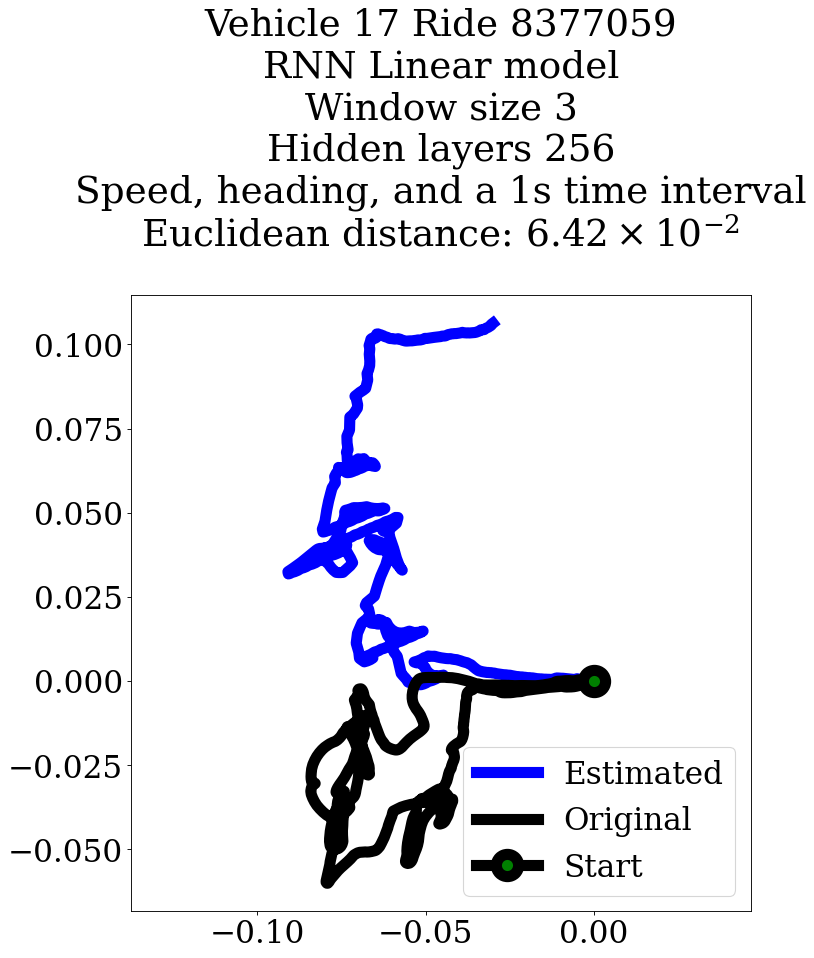 Vehicle 17 Ride 8377059
RNN Linear model
Window size 3
Hidden layers 256
Speed, heading, and a 1s time interval
Euclidean distance: 6.42 × 10⁻²
0.100
0.075
0.050
0.025
0.000
−0.025
−0.050
Estimated
Original
Start
−0.10
−0.05
0.00